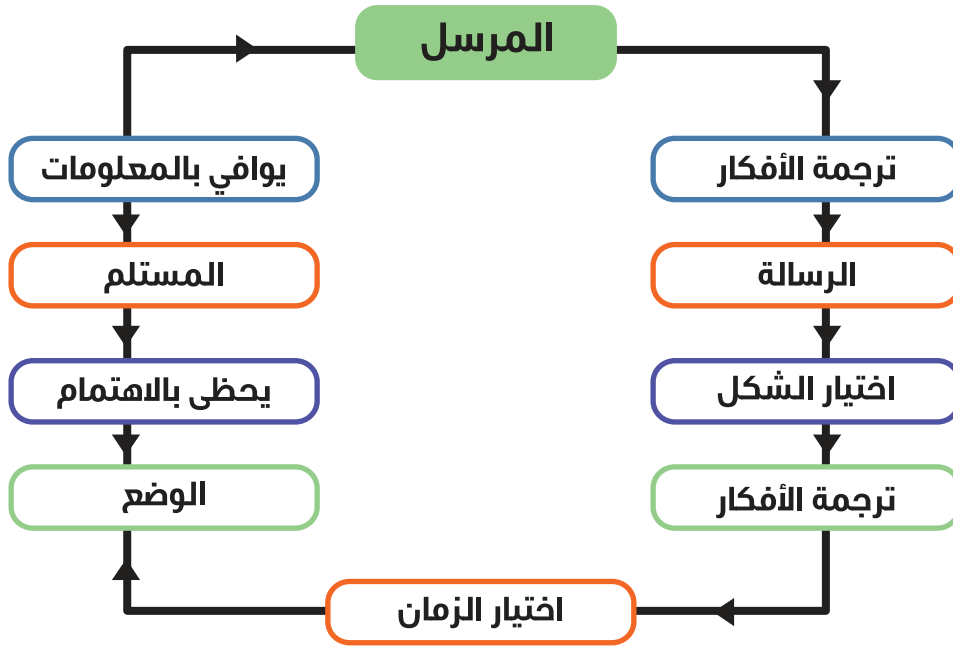 المرسل
ترجمة الأفكار
الرسالة
اختيار الشكل
ترجمة الأفكار
اختيار الزمان
يوافي بالمعلومات
المستلم
يحظى بالاهتمام
الوضع